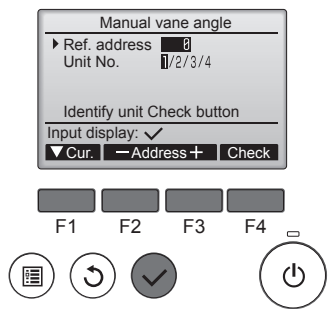 Manual vane angle
Ref. address 0
Unit No. 1/2/3/4
Identify unit Check button
Input display: ✓
▼Cur. −Address+ Check
F1 F2 F3 F4